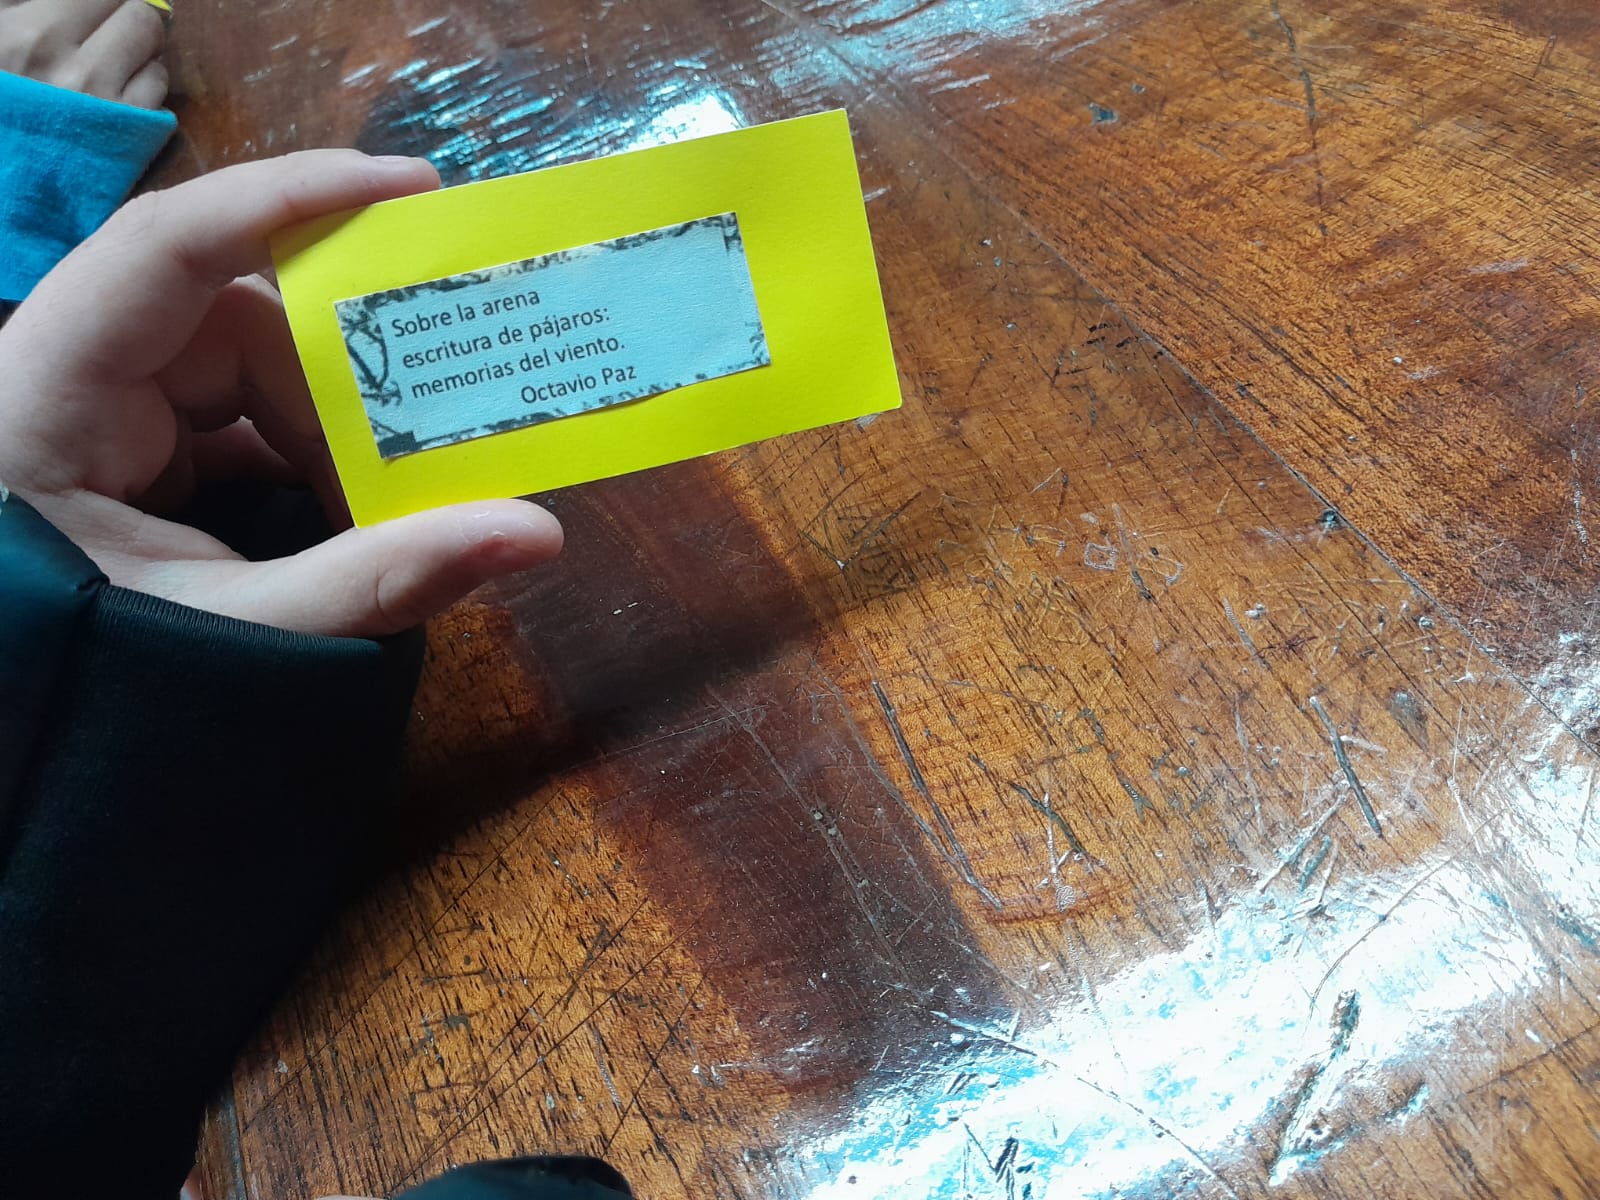 Sobre la arena
escritura de pájaros:
memorias del viento.
Octavio Paz